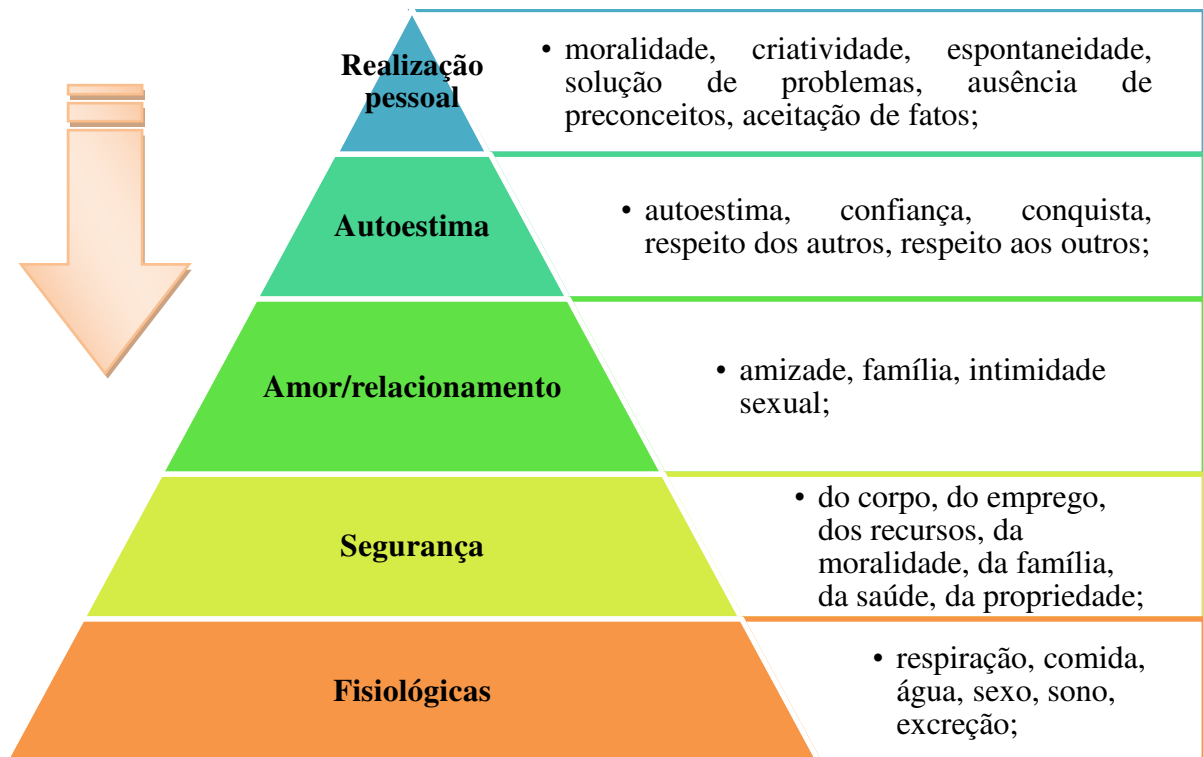 Realização
pessoal
• moralidade, criatividade, espontaneidade,
solução de problemas, ausência de
preconceitos, aceitação de fatos;
Autoestima
• autoestima, confiança, conquista,
respeito dos autros, respeito aos outros;
Amor/relacionamento
• amizade, família, intimidade
sexual;
Segurança
• do corpo, do emprego,
dos recursos, da
moralidade, da família,
da saúde, da propriedade;
Fisiológicas
• respiração, comida,
água, sexo, sono,
excreção;